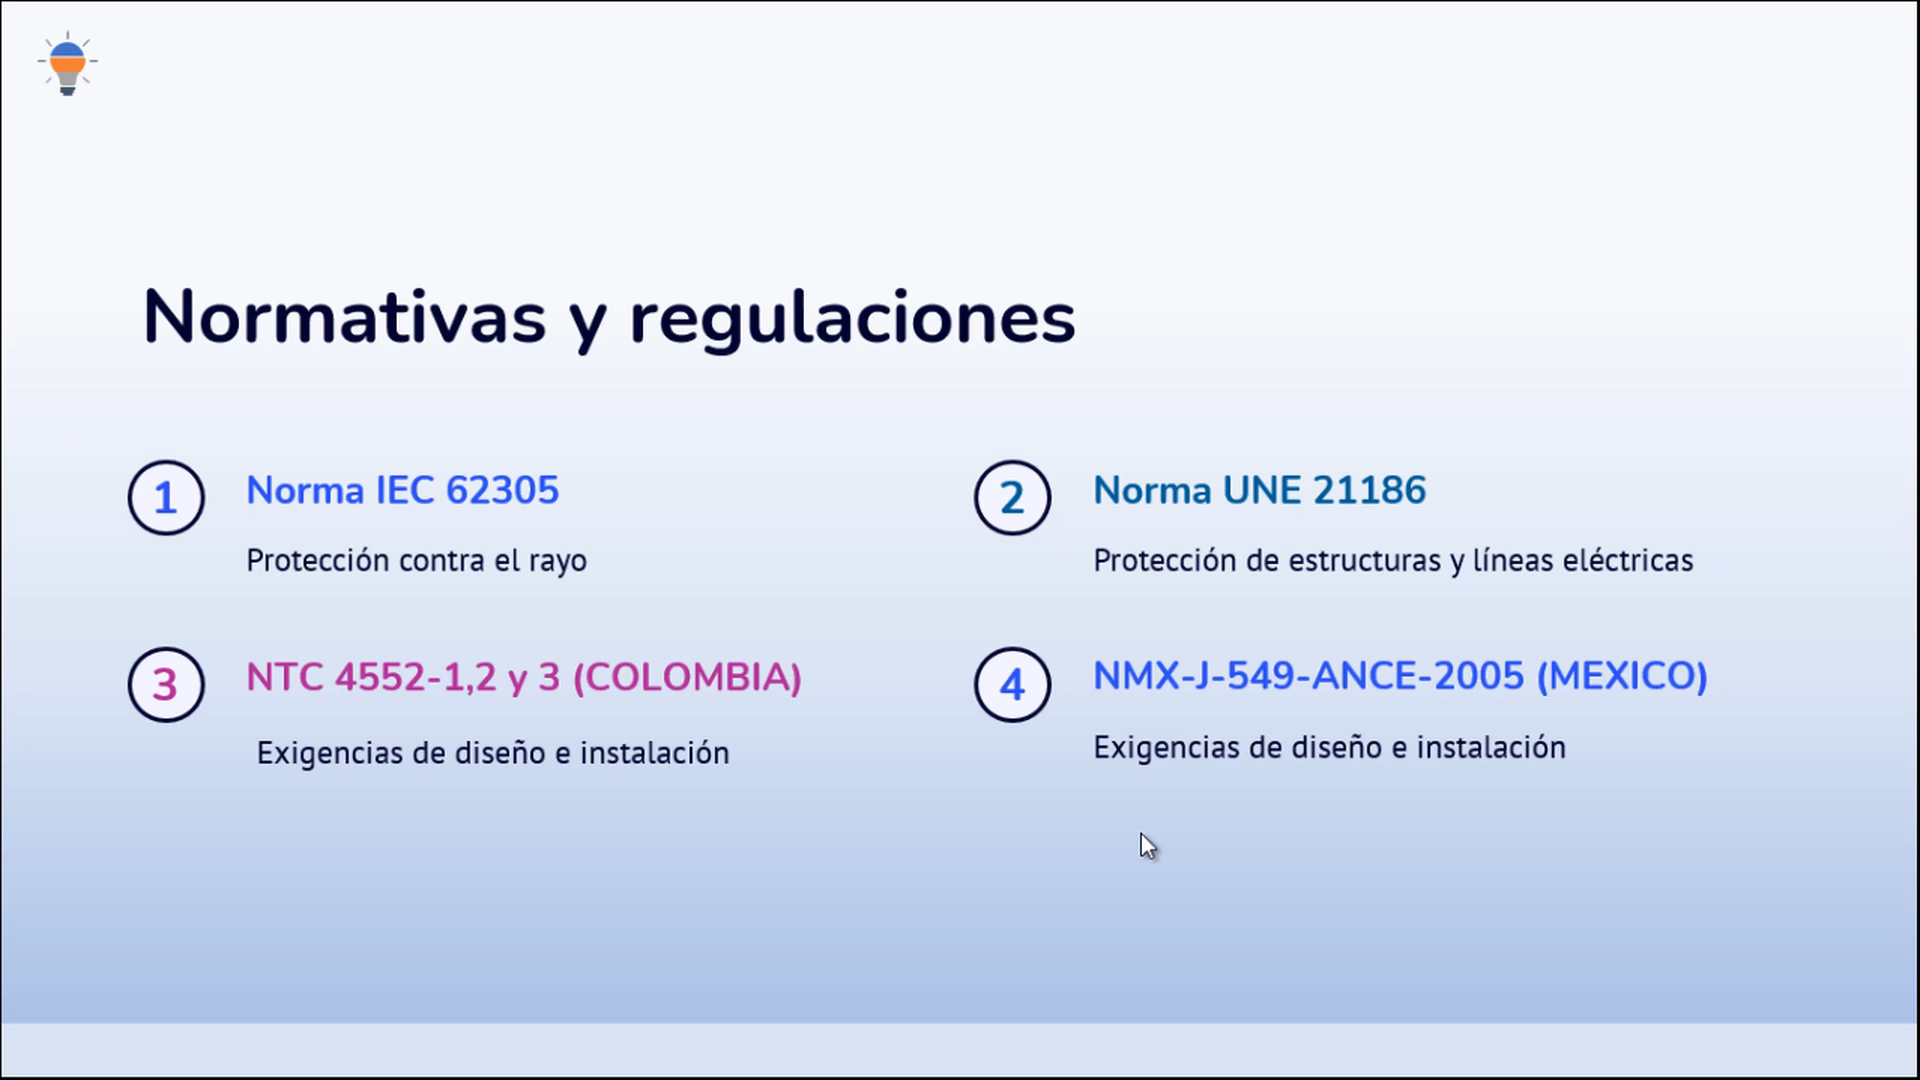 Normativas y regulaciones
1 Norma IEC 62305
Protección contra el rayo
2 Norma UNE 21186
Protección de estructuras y líneas eléctricas
3 NTC 4552-1,2 y 3 (COLOMBIA)
Exigencias de diseño e instalación
4 NMX-J-549-ANCE-2005 (MEXICO)
Exigencias de diseño e instalación